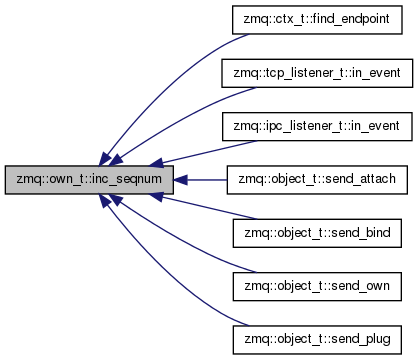 zmq::ctx_t::find_endpoint
zmq::tcp_listener_t::in_event
zmq::ipc_listener_t::in_event
zmq::own_t::inc_seqnum
zmq::object_t::send_attach
zmq::object_t::send_bind
zmq::object_t::send_own
zmq::object_t::send_plug